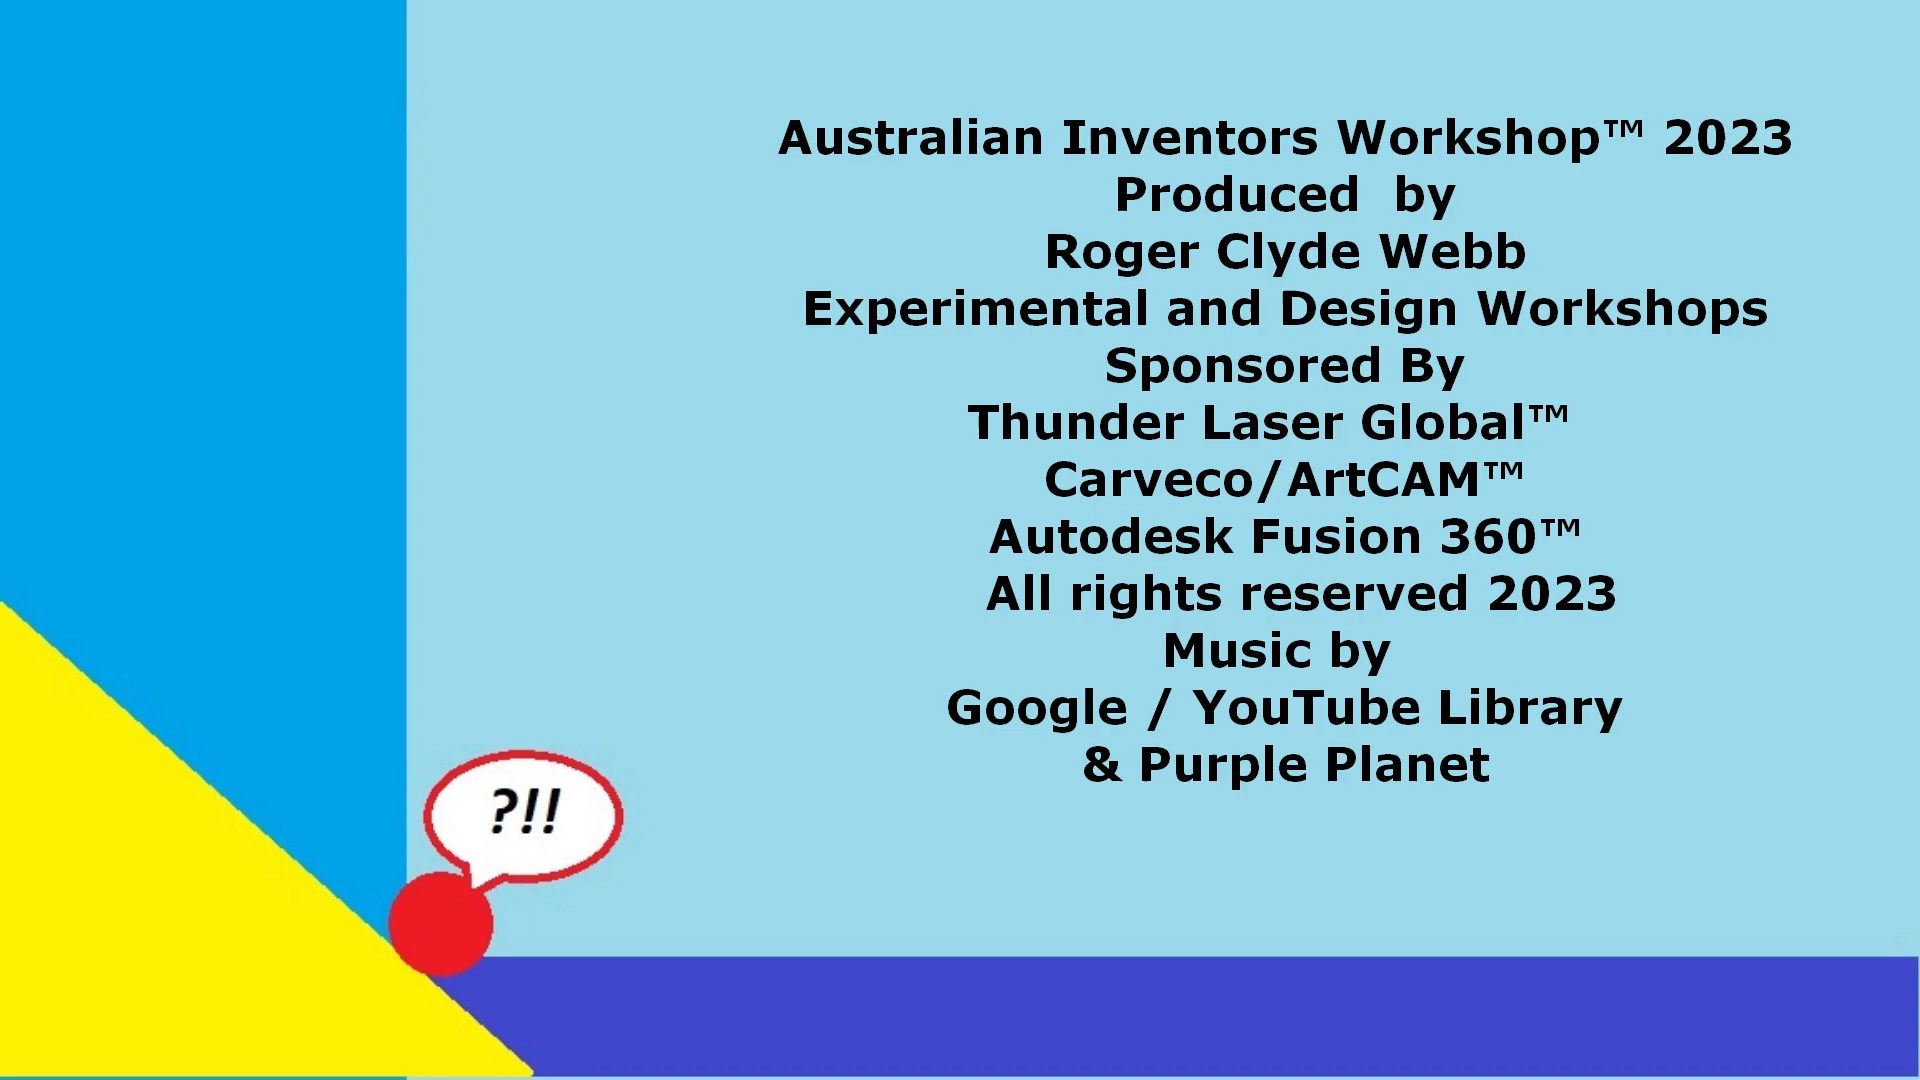 Australian Inventors Workshop™ 2023
Produced  by
Roger Clyde Webb
Experimental and Design Workshops
Sponsored By
Thunder Laser Global™
Carveco/ArtCAM™
Autodesk Fusion 360™
All rights reserved 2023
Music by
Google / YouTube Library
& Purple Planet
?!!